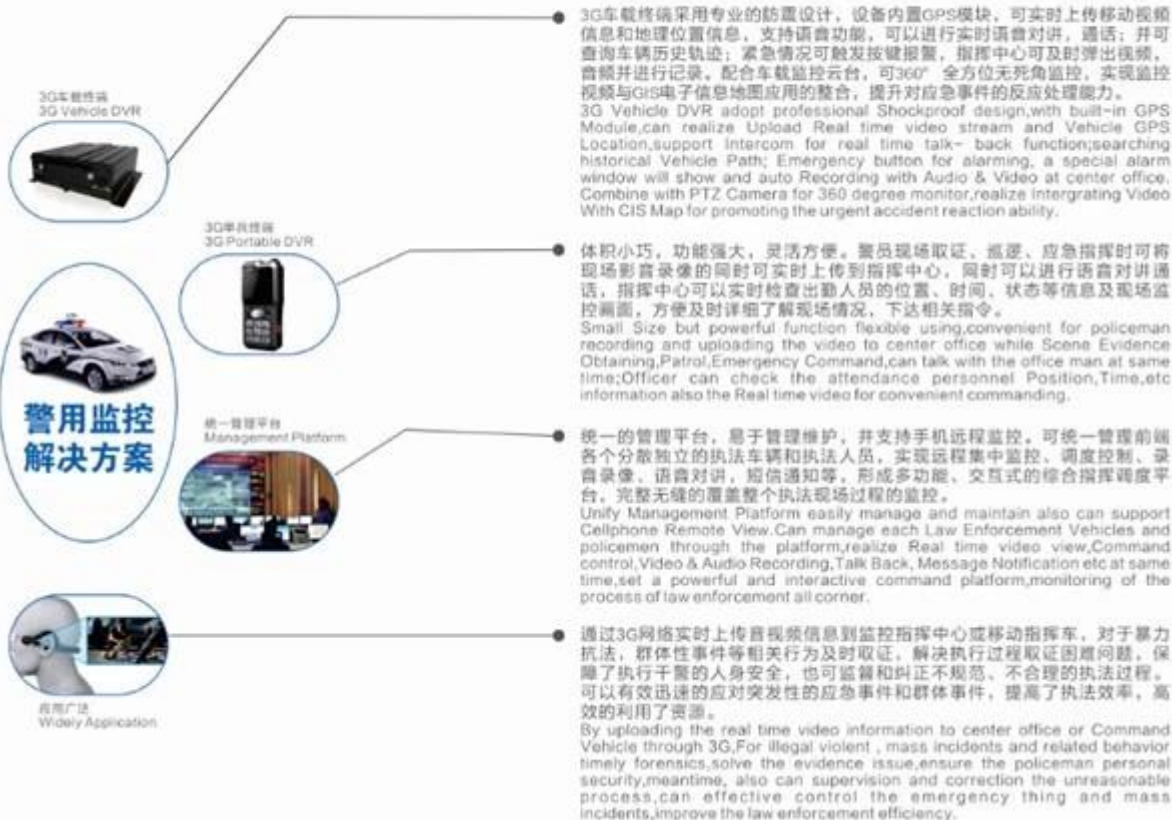 3G车载终端采用专业的防震设计，设备内置GPS模块，可实时上传移动视频
信息和地理位置信息，支持语音功能，可以进行实时语音对讲，通话；并可
查询车辆历史轨迹；紧急情况可触发按键报警，指挥中心可及时弹出视频，
音频并进行记录。配合车载监控云台，可360° 全方位无死角监控，实现监控
视频与GIS电子信息地图应用的整合，提升对应急事件的反应处理能力。
3G Vehicle DVR adopt professional Shockproof design,with built-in GPS
Module,can realize Upload Real time video stream and Vehicle GPS
Location,support Intercom for real time talk- back function;searching
historical Vehicle Path; Emergency button for alarming, a special alarm
window will show and auto Recording with Audio & Video at center office.
Combine with PTZ Camera for 360 degree monitor,realize Intergrating Video
With CIS Map for promoting the urgent accident reaction ability.
3G车载终端
3G Vehicle DVR
3G单兵终端
3G Portable DVR
体积小巧，功能强大，灵活方便。警员现场取证、巡逻、应急指挥时可将
现场影音录像的同时可实时上传到指挥中心，同时可以进行语音对讲通
话，指挥中心可以实时检查出勤人员的位置、时间、状态等信息及现场监
控画面，方便及时详细了解现场情况，下达相关指令。
Small Size but powerful function flexible using,convenient for policeman
recording and uploading the video to center office while Scene Evidence
Obtaining,Patrol,Emergency Command,can talk with the office man at same
time;Officer can check the attendance personnel Position,Time,etc
information also the Real time video for convenient commanding.
警用监控
解决方案
统一管理平台
Management Platform
统一的管理平台，易于管理维护，并支持手机远程监控。可统一管理前端
各个分散独立的执法车辆和执法人员，实现远程集中监控、调度控制、录
音录像、语音对讲，短信通知等，形成多功能、交互式的综合指挥调度平
台，完整无缝的覆盖整个执法现场过程的监控。
Unify Management Platform easily manage and maintain also can support
Cellphone Remote View.Can manage each Law Enforcement Vehicles and
policemen through the platform,realize Real time video view,Command
control,Video & Audio Recording,Talk Back, Message Notification etc at same
time,set a powerful and interactive command platform,monitoring of the
process of law enforcement all corner.
应用广泛
Widely Application
通过3G网络实时上传音视频信息到监控指挥中心或移动指挥车，对于暴力
抗法，群体性事件等相关行为及时取证，解决执行过程取证困难问题，保
障了执行干警的人身安全，也可监督和纠正不规范、不合理的执法过程。
可以有效迅速的应对突发性的应急事件和群体事件，提高了执法效率，高
效的利用了资源。
By uploading the real time video information to center office or Command
Vehicle through 3G,For illegal violent , mass incidents and related behavior
timely forensics,solve the evidence issue,ensure the policeman personal
security,meantime, also can supervision and correction the unreasonable
process,can effective control the emergency thing and mass
incidents,improve the law enforcement efficiency.